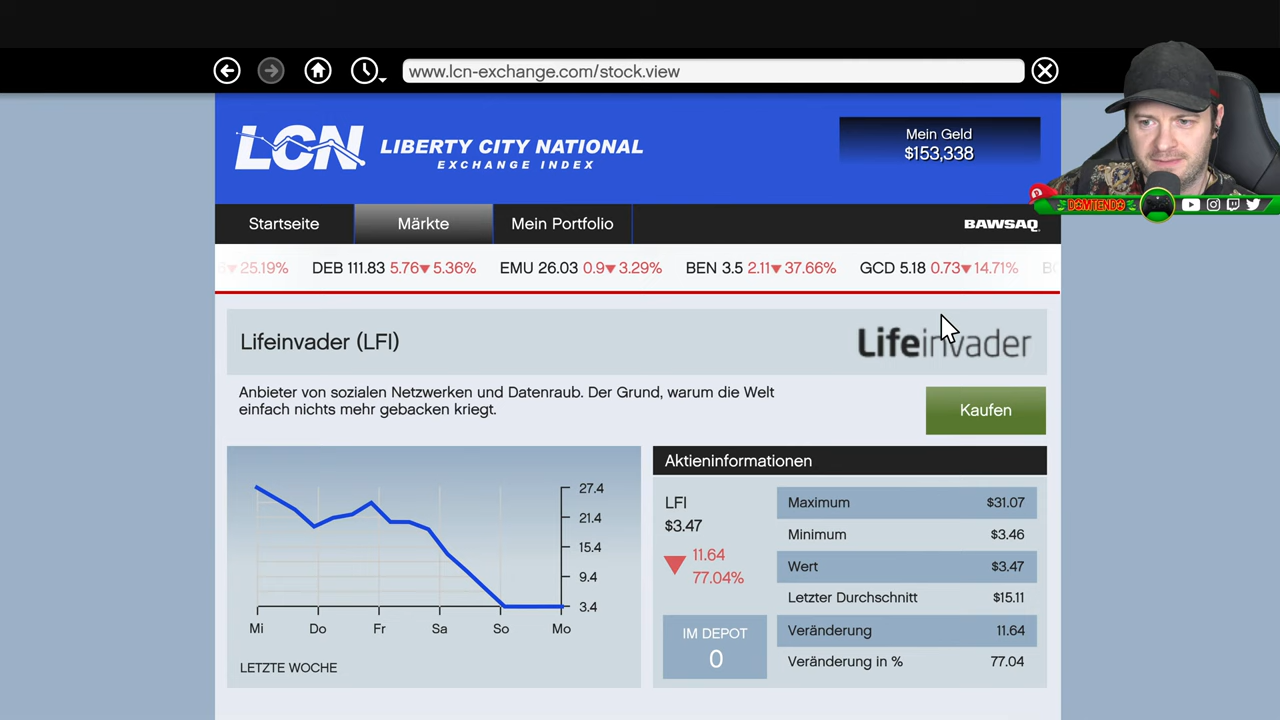 www.lcn-exchange.com/stock.view
LCN LIBERTY CITY NATIONAL
EXCHANGE INDEX
Mein Geld
$153,338
Startseite Märkte Mein Portfolio BAWSAQ
25.19% DEB 111.83 5.76▼5.36% EMU 26.03 0.9▼3.29% BEN 3.5 2.11▼37.66% GCD 5.18 0.73▼14.71%
Lifeinvader (LFI) Lifeinvader
Anbieter von sozialen Netzwerken und Datenraub. Der Grund, warum die Welt
einfach nichts mehr gebacken kriegt.
Kaufen
27.4
21.4
15.4
9.4
3.4
Mi Do Fr Sa So Mo
LETZTE WOCHE
Aktieninformationen
LFI
$3.47
▼ 11.64
77.04%
IM DEPOT
0
Maximum $31.07
Minimum $3.46
Wert $3.47
Letzter Durchschnitt $15.11
Veränderung 11.64
Veränderung in % 77.04
DOMTENDO